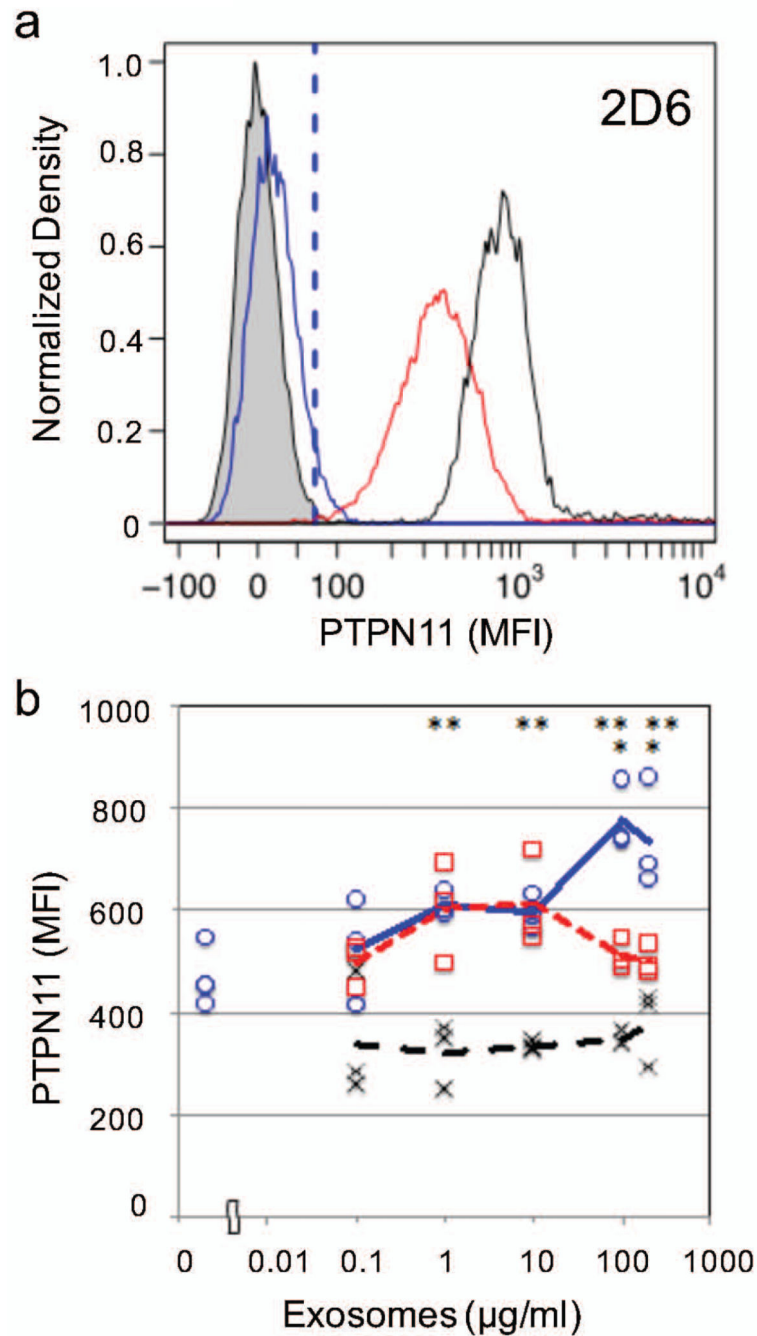 a
2D6
1.0
0.8
0.6
0.4
0.2
0
Normalized Density
−100 0 100 10³ 10⁴
PTPN11 (MFI)
b
1000
800
600
400
200
0
** ** ** **
* *
PTPN11 (MFI)
0 0.01 0.1 1 10 100 1000
Exosomes (µg/ml)